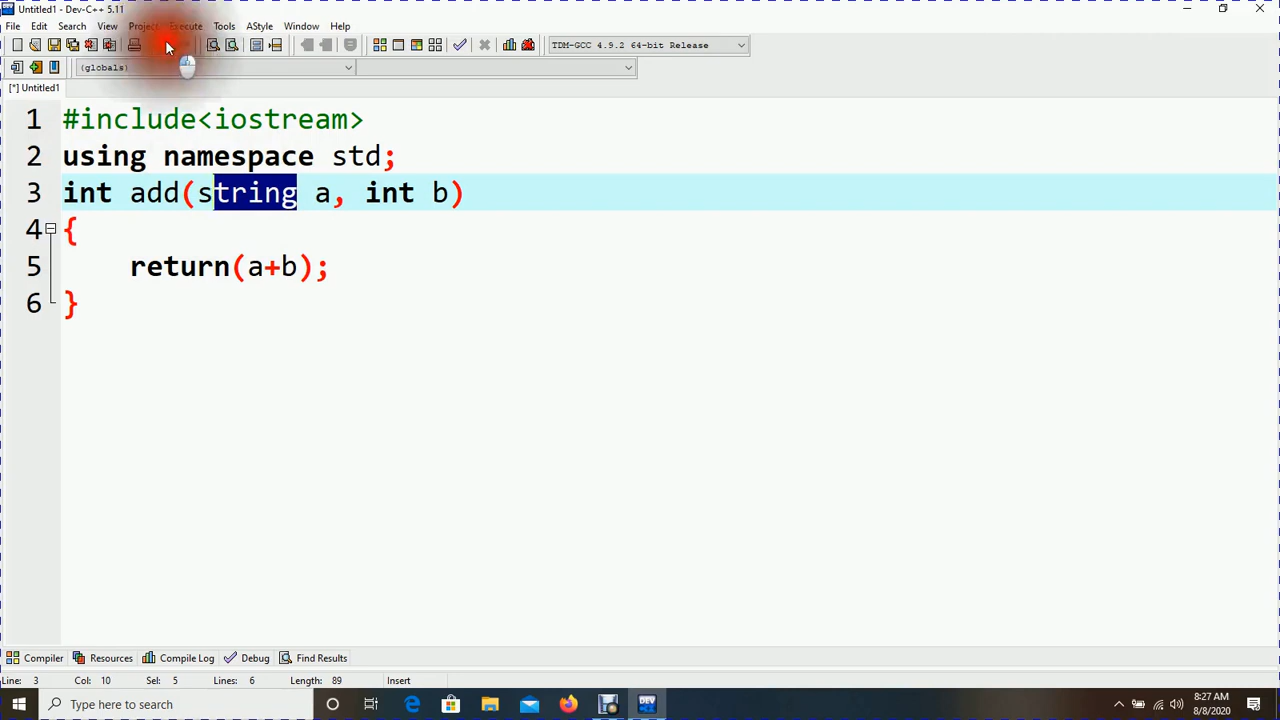 Untitled1 - Dev-C++ 5.11
File Edit Search View Project Execute Tools AStyle Window Help
TDM-GCC 4.9.2 64-bit Release
(globals)
[*] Untitled1
1 #include<iostream>
2 using namespace std;
3 int add(string a, int b)
4 {
5 return(a+b);
6 }
Compiler Resources Compile Log Debug Find Results
Line: 3 Col: 10 Sel: 5 Lines: 6 Length: 89 Insert
Type here to search
8:27 AM
8/8/2020